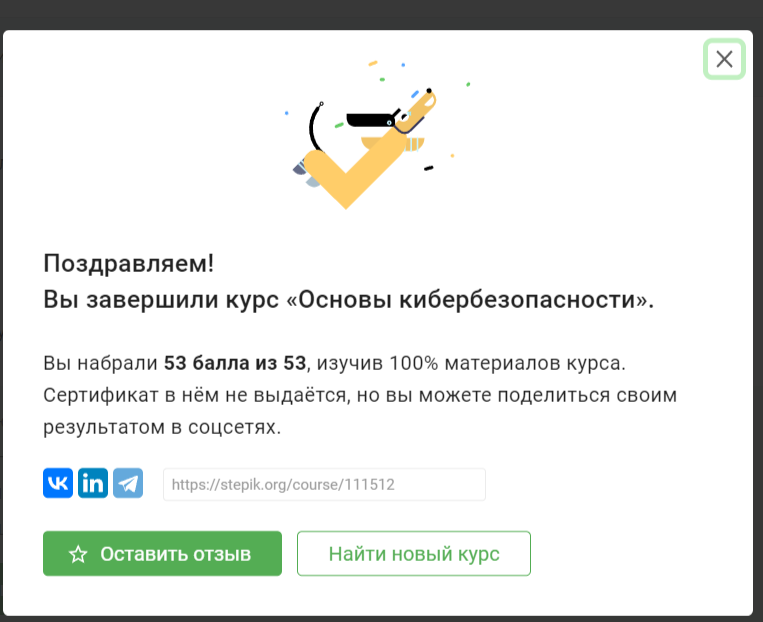 Поздравляем!
Вы завершили курс «Основы кибербезопасности».
Вы набрали 53 балла из 53, изучив 100% материалов курса.
Сертификат в нём не выдаётся, но вы можете поделиться своим
результатом в соцсетях.
in
https://stepik.org/course/111512
Оставить отзыв
Найти новый курс